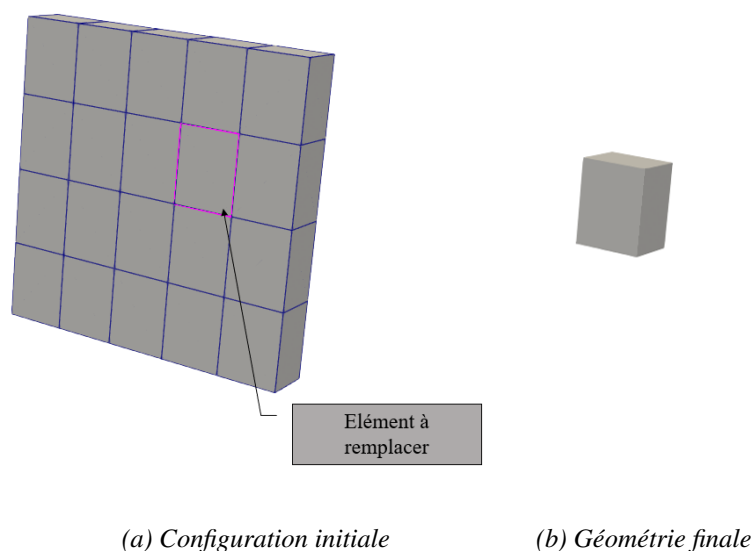 Elément à
remplacer
(a) Configuration initiale
(b) Géométrie finale